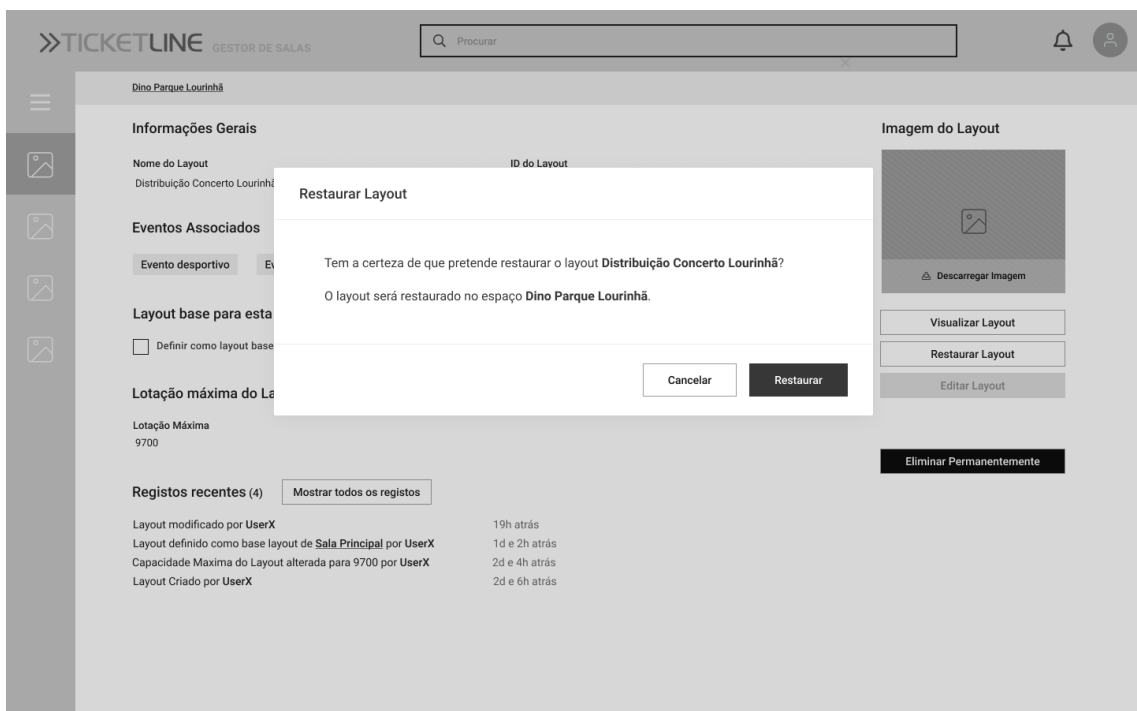 TICKETLINE GESTOR DE SALAS
Procurar
Dino Parque Lourinhã
Informações Gerais
Nome do Layout
ID do Layout
Distribuição Concerto Lourinhã
Eventos Associados
Evento desportivo
Layout base para esta
Definir como layout base
Lotação máxima do La
Lotação Máxima
9700
Registos recentes (4)
Mostrar todos os registos
Layout modificado por UserX 19h atrás
Layout definido como base layout de Sala Principal por UserX 1d e 2h atrás
Capacidade Maxima do Layout alterada para 9700 por UserX 2d e 4h atrás
Layout Criado por UserX 2d e 6h atrás
Restaurar Layout
Tem a certeza de que pretende restaurar o layout Distribuição Concerto Lourinhã?
O layout será restaurado no espaço Dino Parque Lourinhã.
Cancelar
Restaurar
Imagem do Layout
Descarregar Imagem
Visualizar Layout
Restaurar Layout
Editar Layout
Eliminar Permanentemente